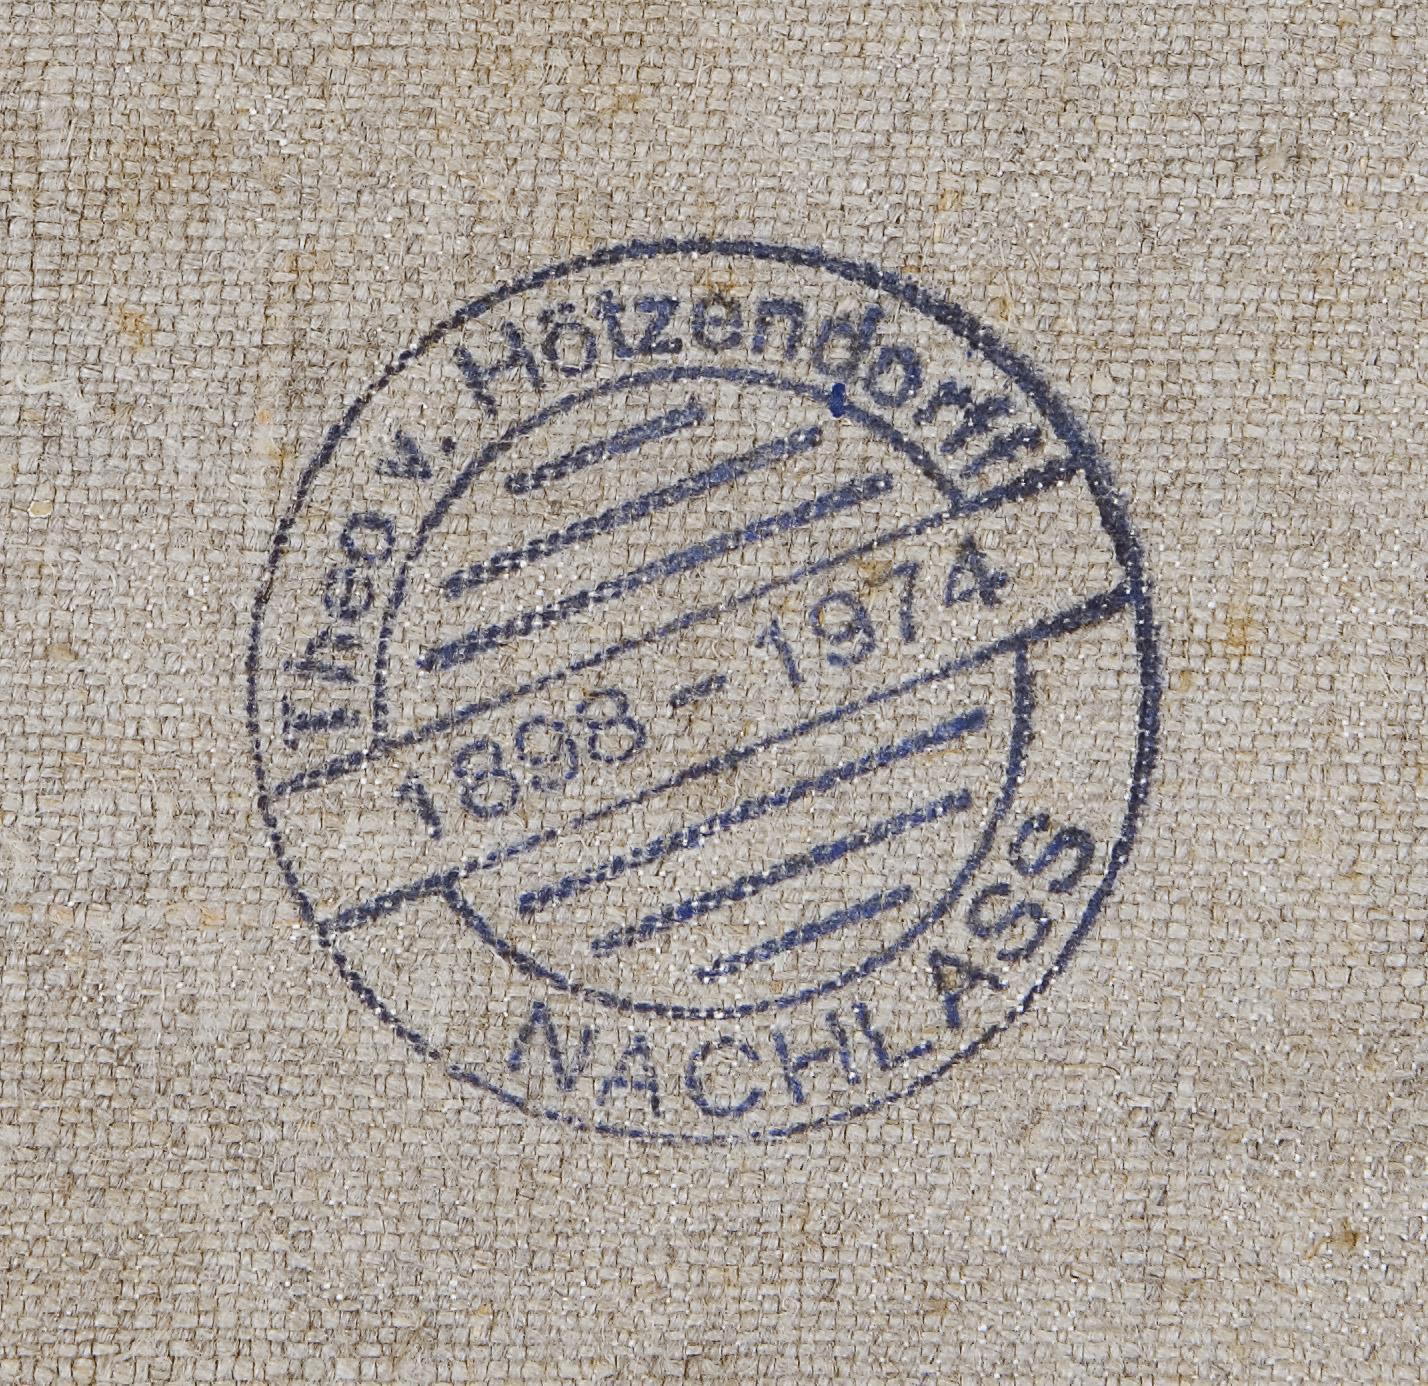 Theo v. Hötzendorff
1898 - 1974
NACHLASS